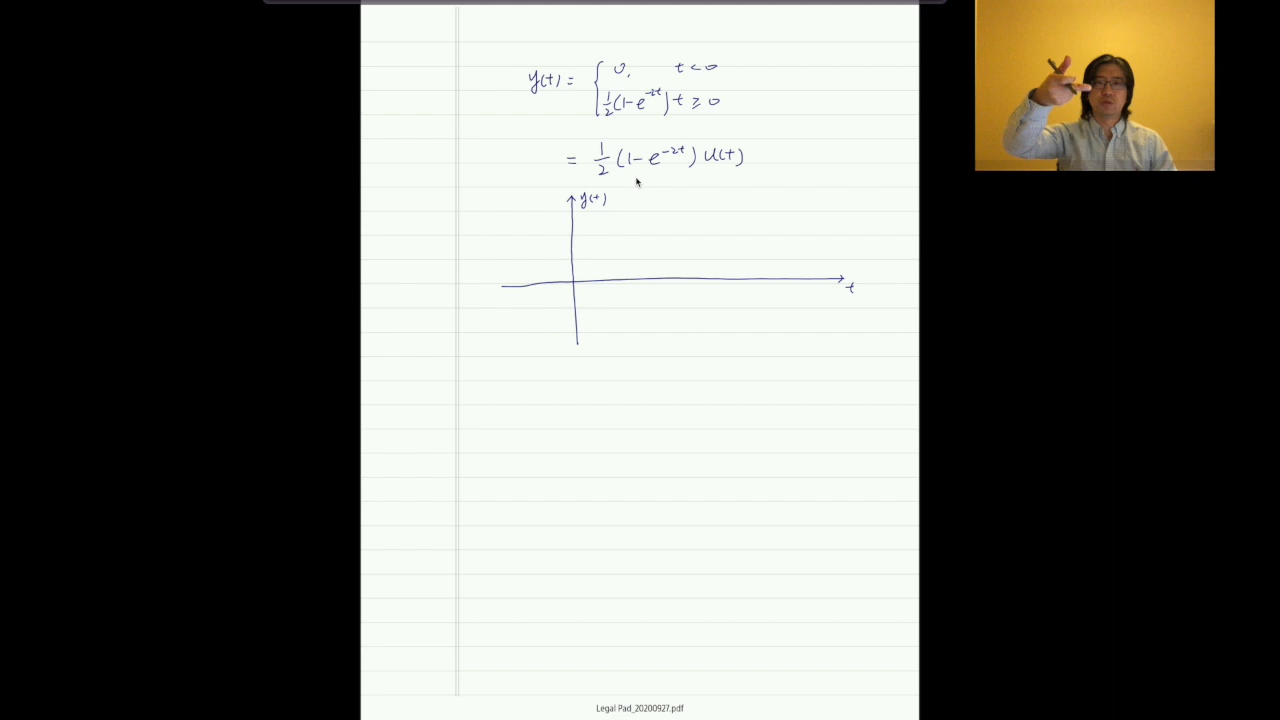 y(t) = { 0, t < 0
½(1-e^{-2t}) t ≥ 0
= ½ (1-e^{-2t}) u(t)
y(t)
t
Legal Pad_20200927.pdf